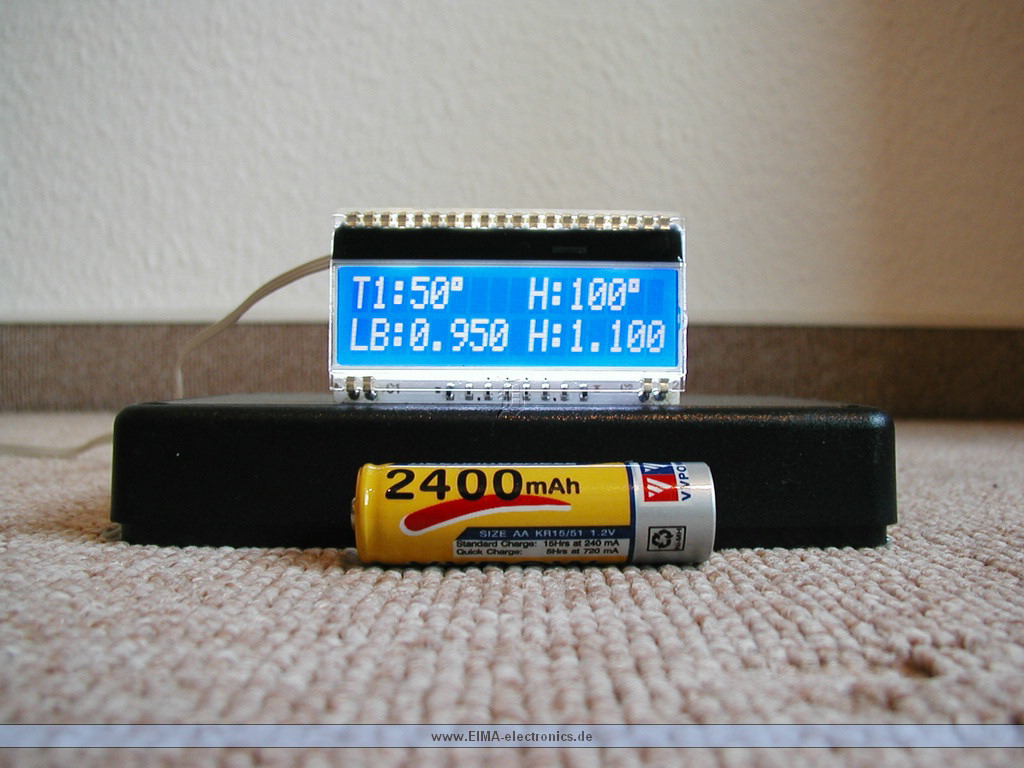 T1:50° H:100°
LB:0.950 H:1.100
2400mAh
SIZE AA KR15/51 1.2V
Standard Charge: 15Hrs at 240 mA
Quick Charge: 5Hrs at 720 mA
www.EIMA-electronics.de